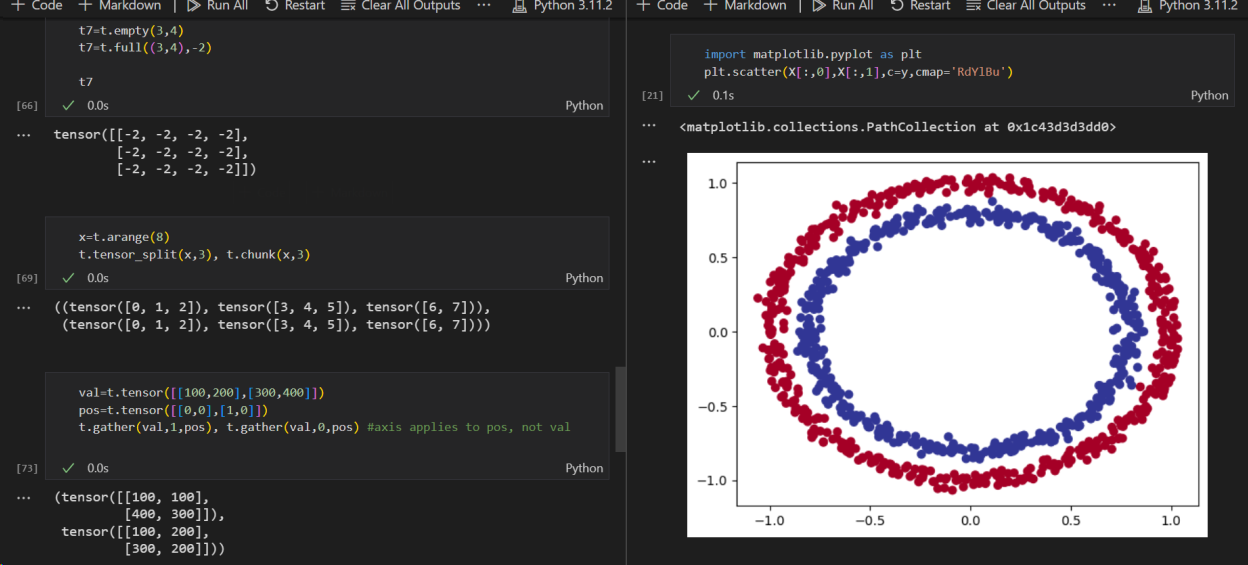 + Code + Markdown | Run All Restart Clear All Outputs ... Python 3.11.2
t7=t.empty(3,4)
t7=t.full((3,4),-2)
t7
[66] ✓ 0.0s Python
... tensor([[-2, -2, -2, -2],
[-2, -2, -2, -2],
[-2, -2, -2, -2]])
x=t.arange(8)
t.tensor_split(x,3), t.chunk(x,3)
[69] ✓ 0.0s Python
... ((tensor([0, 1, 2]), tensor([3, 4, 5]), tensor([6, 7])),
(tensor([0, 1, 2]), tensor([3, 4, 5]), tensor([6, 7])))
val=t.tensor([[100,200],[300,400]])
pos=t.tensor([[0,0],[1,0]])
t.gather(val,1,pos), t.gather(val,0,pos) #axis applies to pos, not val
[73] ✓ 0.0s Python
... (tensor([[100, 100],
[400, 300]]),
tensor([[100, 200],
[300, 200]]))
+ Code + Markdown | Run All Restart Clear All Outputs ... Python 3.11.2
import matplotlib.pyplot as plt
plt.scatter(X[:,0],X[:,1],c=y,cmap='RdYlBu')
[21] ✓ 0.1s Python
... <matplotlib.collections.PathCollection at 0x1c43d3d3dd0>
...
1.0
0.5
0.0
−0.5
−1.0
−1.0 −0.5 0.0 0.5 1.0